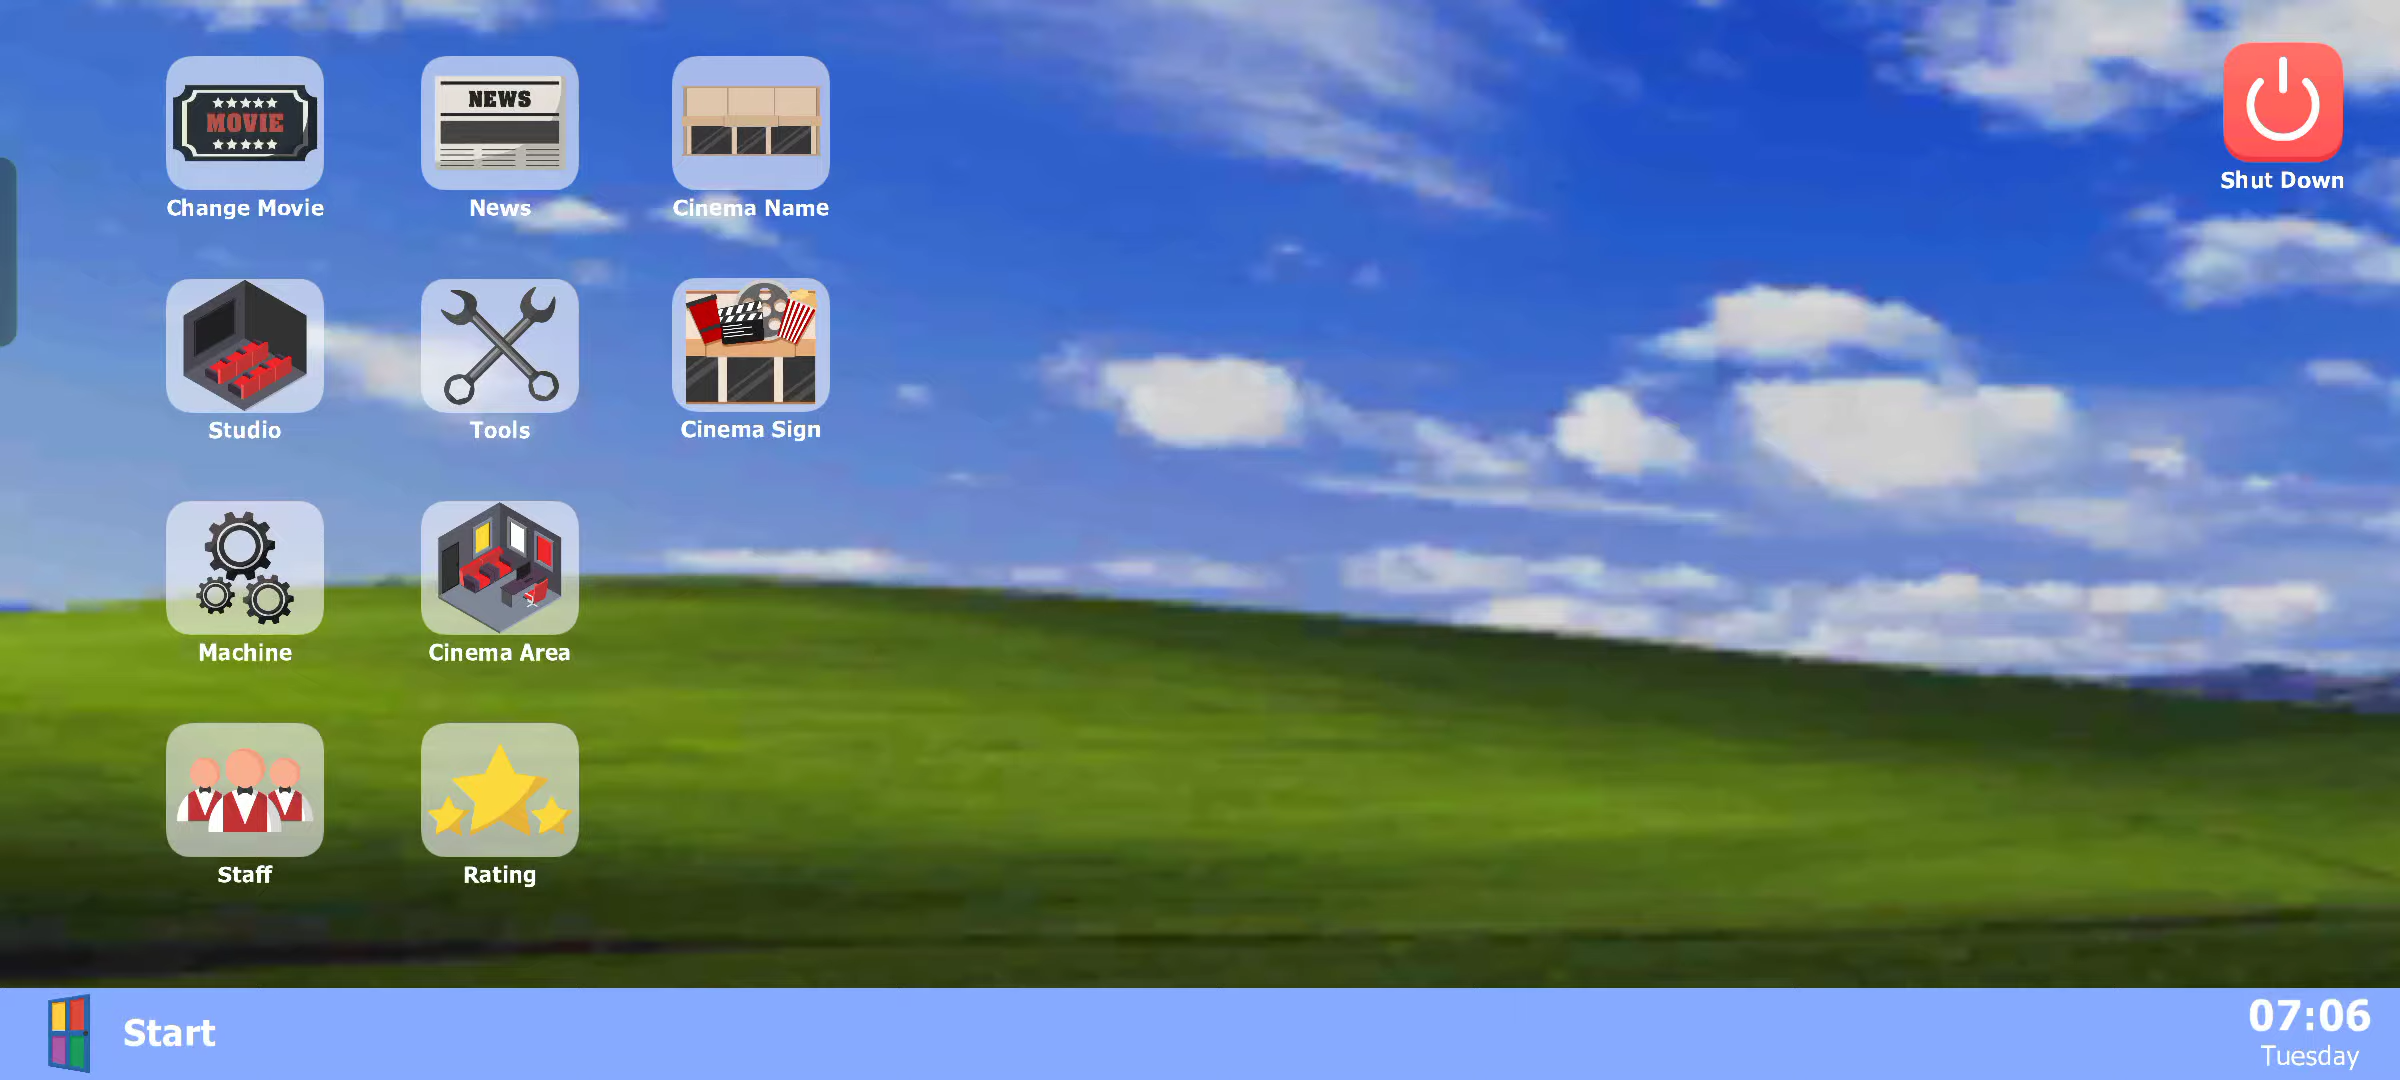 MOVIE
Change Movie
NEWS
News
Cinema Name
Shut Down
Studio
Tools
Cinema Sign
Machine
Cinema Area
Staff
Rating
Start
07:06
Tuesday